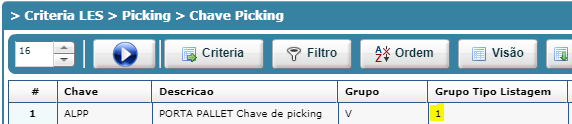 > Criteria LES > Picking > Chave Picking
16 Criteria Filtro Ordem Visão
# Chave Descricao Grupo Grupo Tipo Listagem
1 ALPP PORTA PALLET Chave de picking V 1